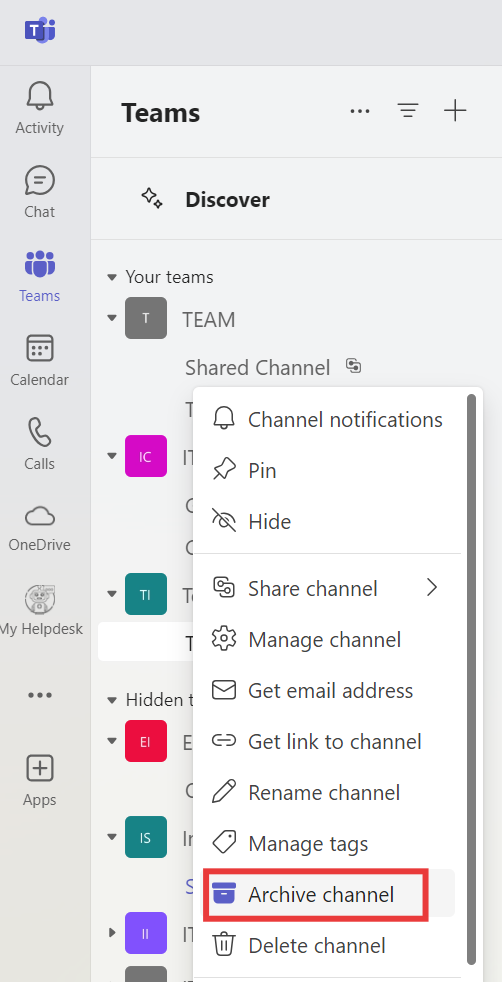 T
Teams
Discover
Activity
Chat
Teams
Calendar
Calls
OneDrive
My Helpdesk
Apps
Your teams
T
TEAM
Shared Channel
T
IC
IT
TI
T
Hidden t
EI
E
IS
In
S
II
IT
Channel notifications
Pin
Hide
Share channel
Manage channel
Get email address
Get link to channel
Rename channel
Manage tags
Archive channel
Delete channel